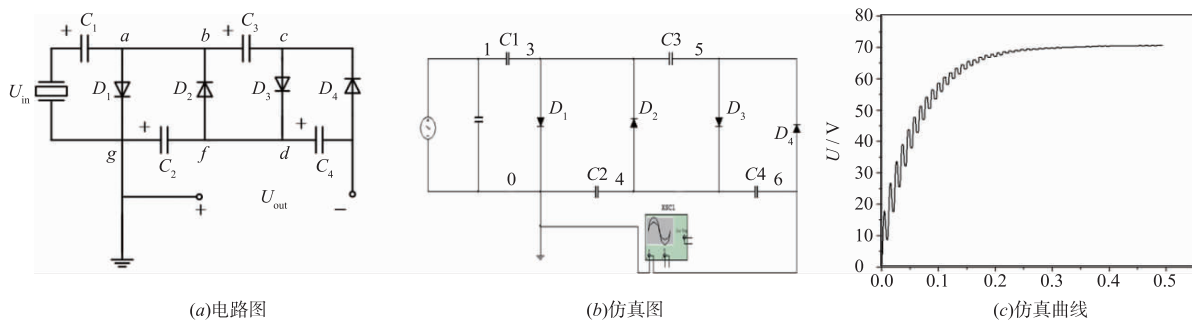 C1
+
a
b
C3
+
c
Uin
D1
D2
D3
D4
+
C2
+
C4
g
f
d
+
Uout
−
(a)电路图
1
C1
3
C3
5
D1
D2
D3
D4
0
C2
4
C4
6
XSC1
(b)仿真图
U / V
80
70
60
50
40
30
20
10
0
0.0
0.1
0.2
0.3
0.4
0.5
(c)仿真曲线